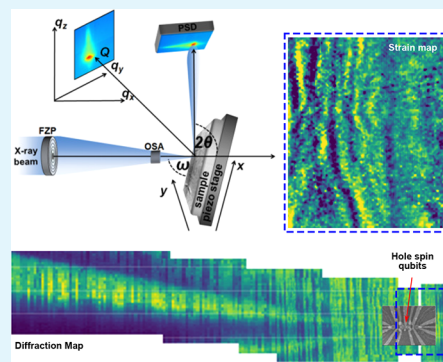 q_z
q_y
q_x
Q
PSD
Strain map
FZP
X-ray
beam
OSA
2θ
ω
sample
piezo stage
x
y
Hole spin
qubits
Diffraction Map